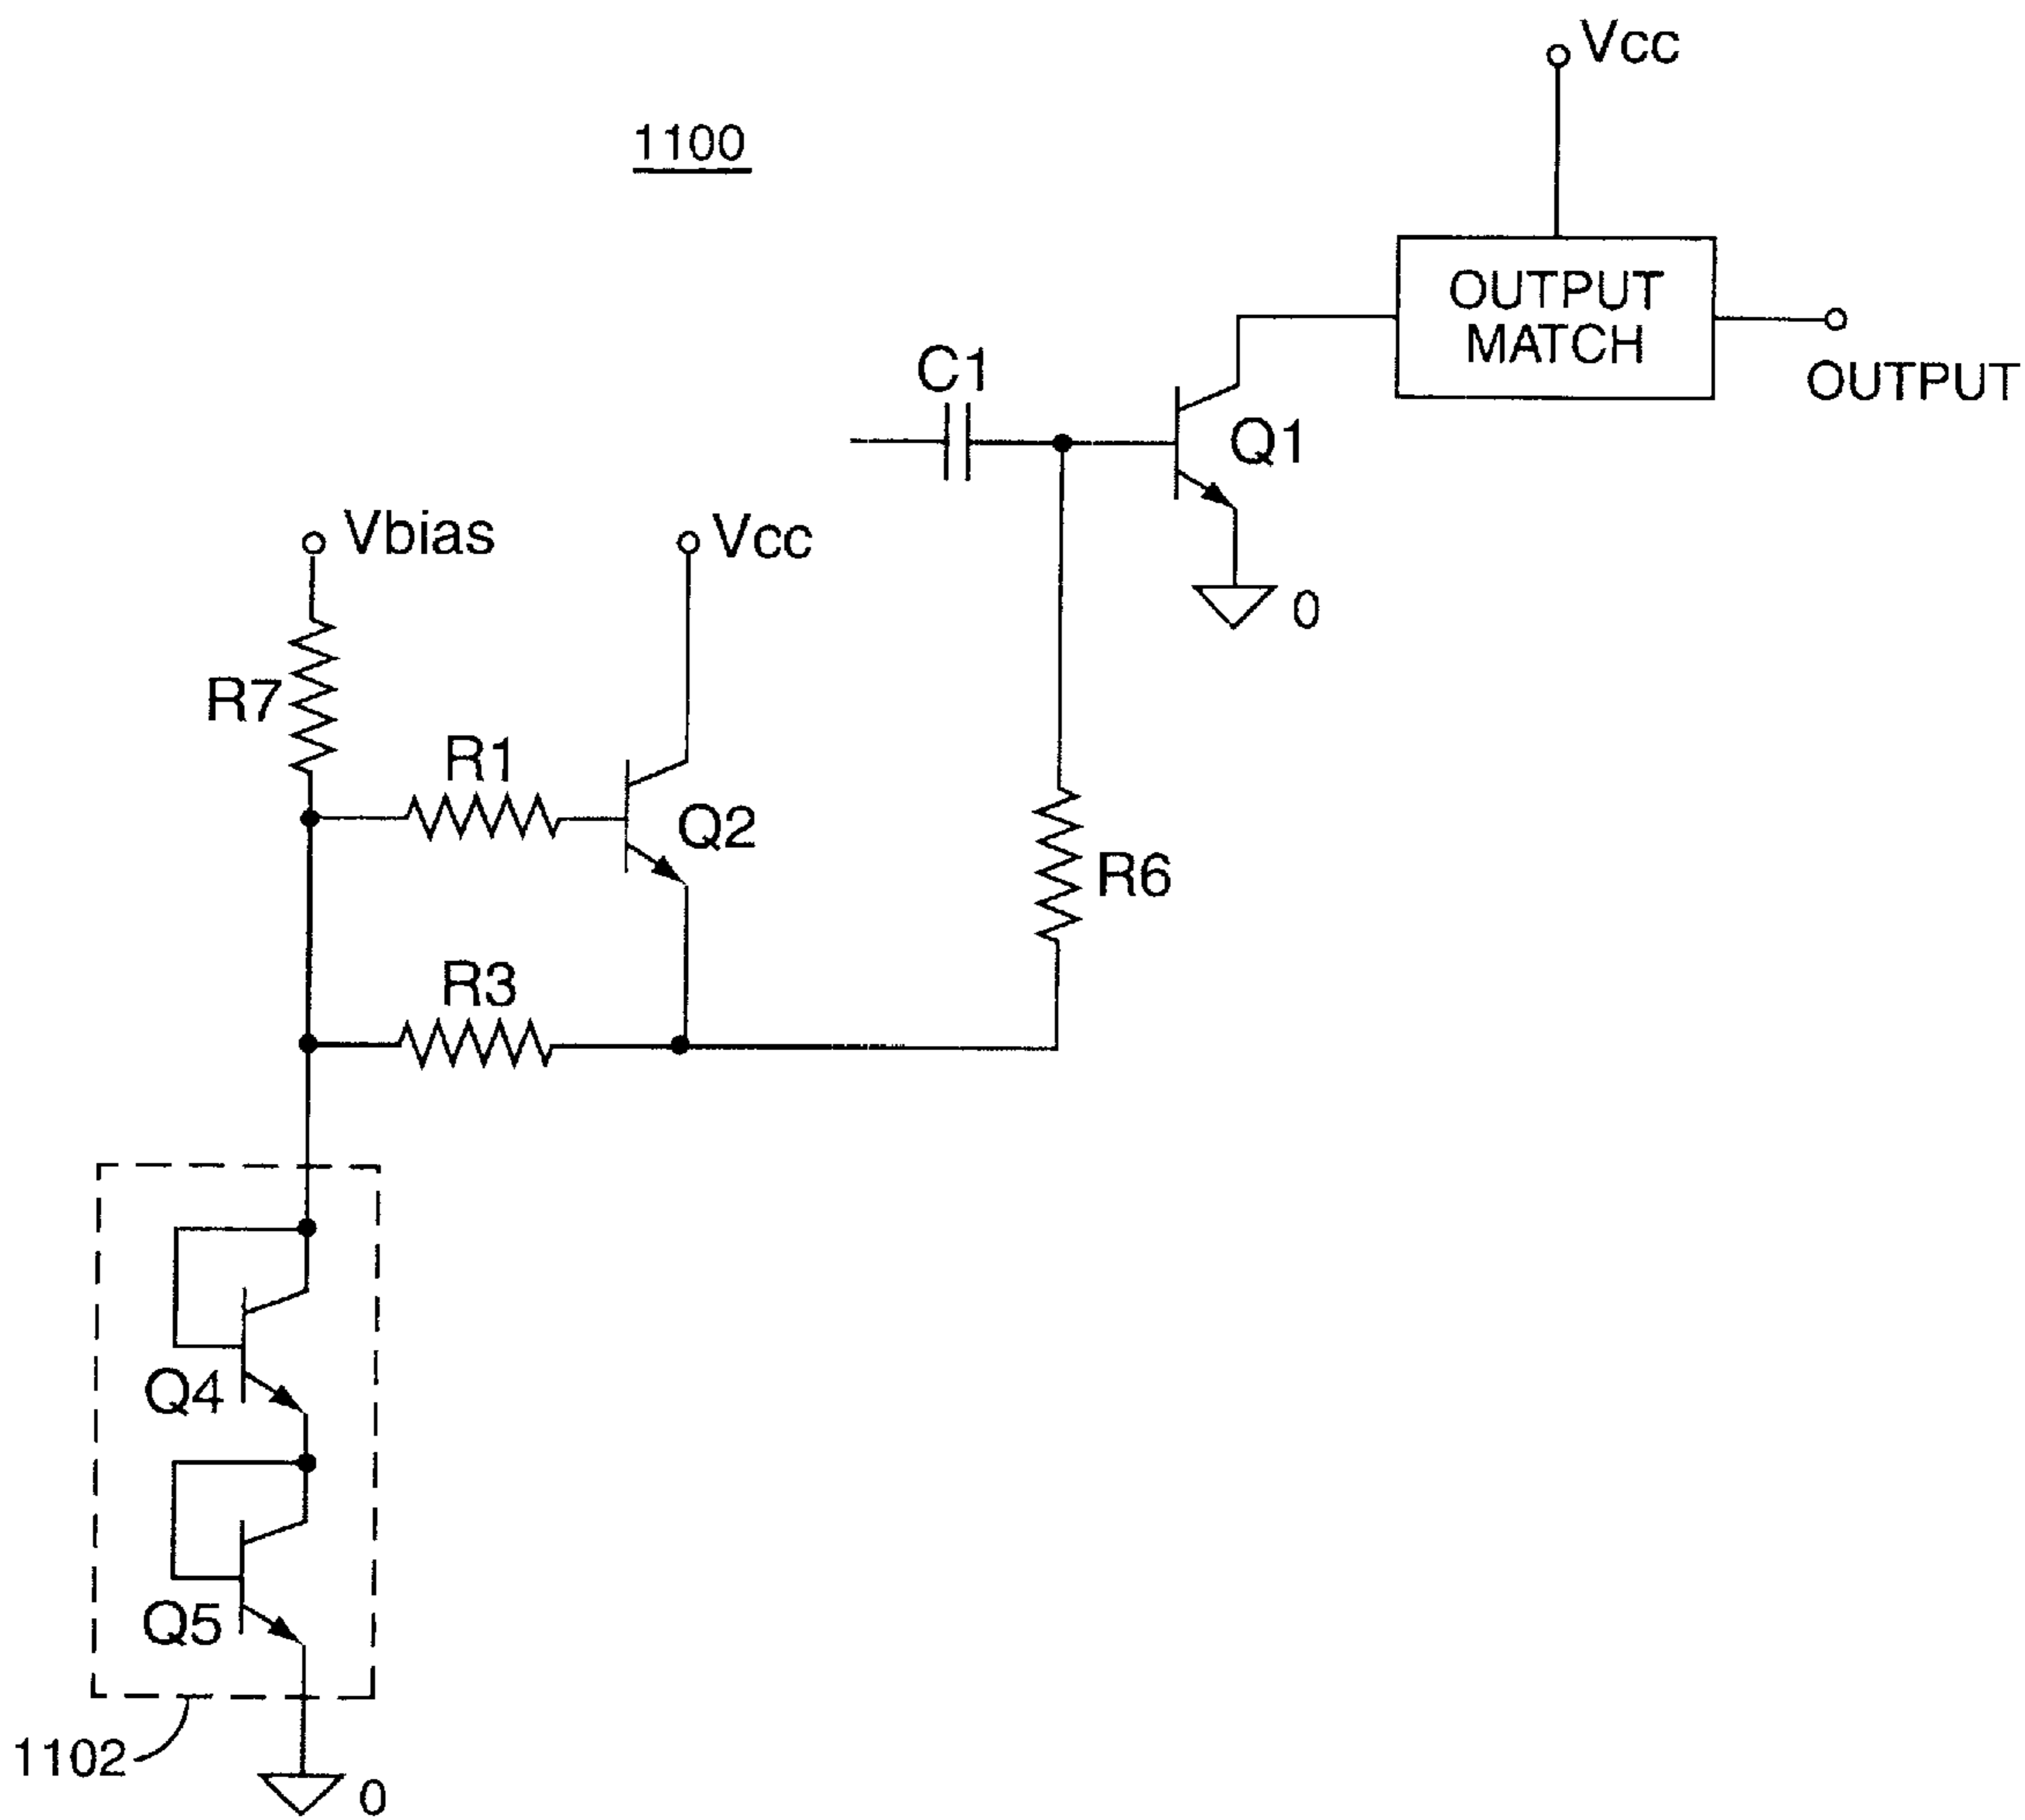 Vcc
1100
OUTPUT
MATCH
OUTPUT
C1
Q1
Vbias
Vcc
0
R7
R1
Q2
R6
R3
Q4
Q5
1102
0